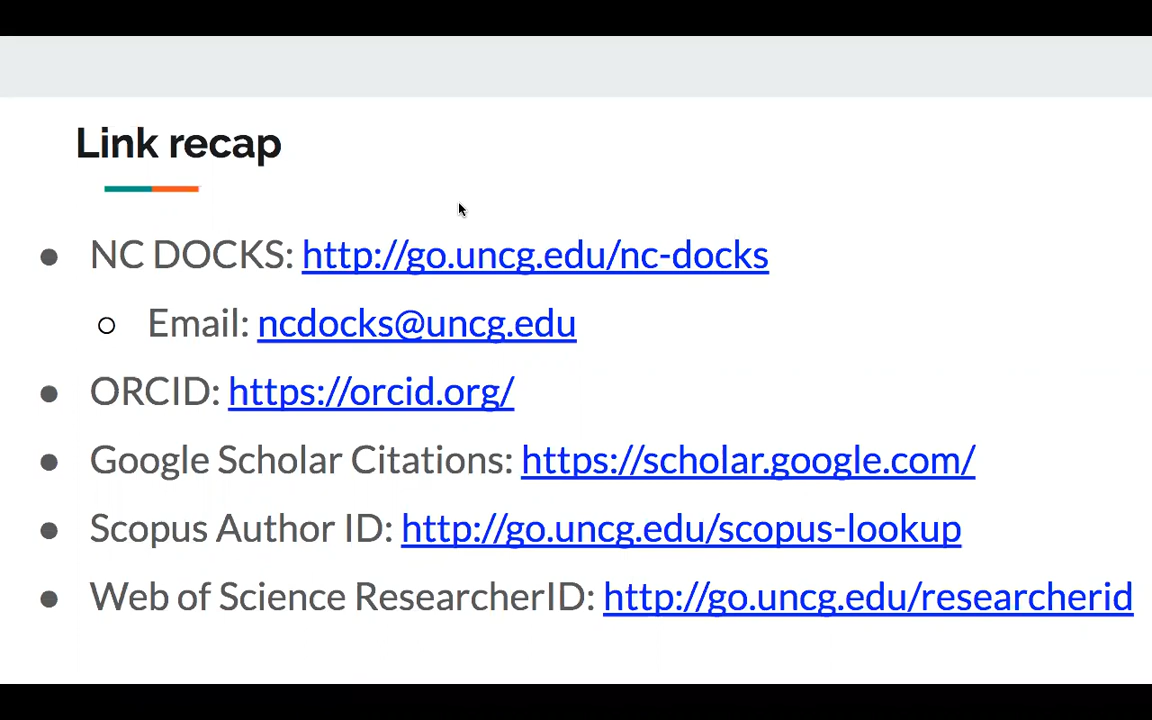 Link recap
● NC DOCKS: http://go.uncg.edu/nc-docks
○ Email: ncdocks@uncg.edu
● ORCID: https://orcid.org/
● Google Scholar Citations: https://scholar.google.com/
● Scopus Author ID: http://go.uncg.edu/scopus-lookup
● Web of Science ResearcherID: http://go.uncg.edu/researcherid